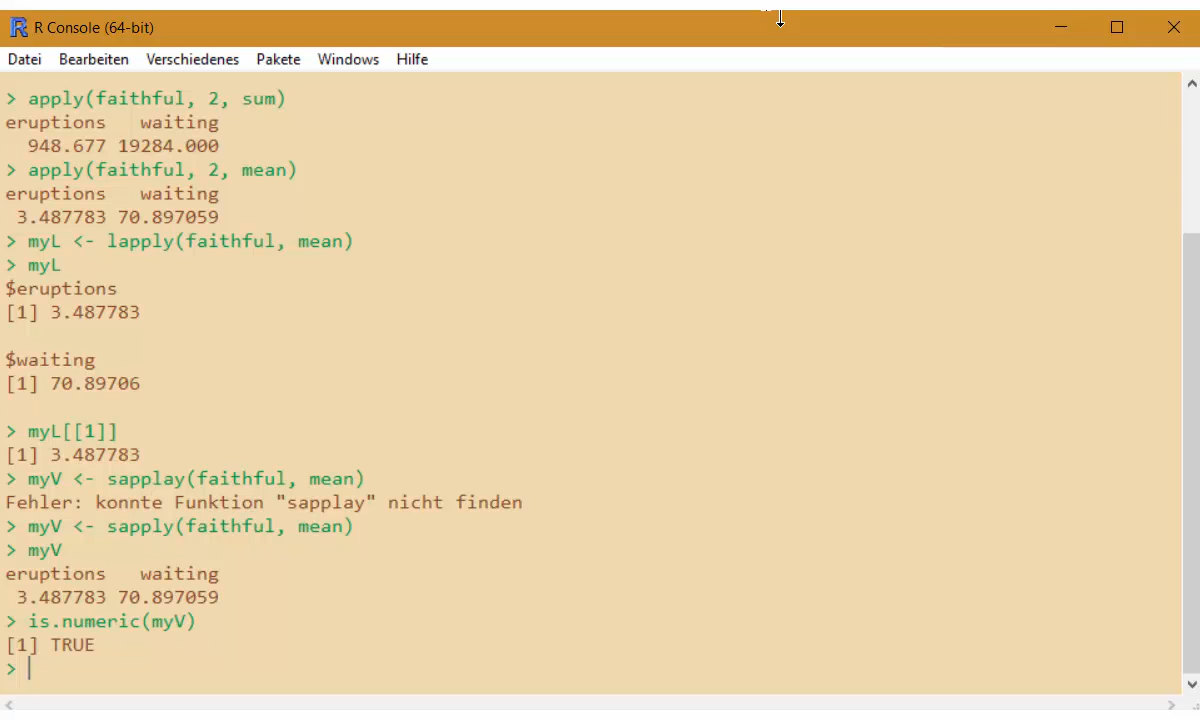 R Console (64-bit)
Datei Bearbeiten Verschiedenes Pakete Windows Hilfe
> apply(faithful, 2, sum)
eruptions   waiting
  948.677 19284.000
> apply(faithful, 2, mean)
eruptions   waiting
 3.487783 70.897059
> myL <- lapply(faithful, mean)
> myL
$eruptions
[1] 3.487783

$waiting
[1] 70.89706

> myL[[1]]
[1] 3.487783
> myV <- sapplay(faithful, mean)
Fehler: konnte Funktion "sapplay" nicht finden
> myV <- sapply(faithful, mean)
> myV
eruptions   waiting
 3.487783 70.897059
> is.numeric(myV)
[1] TRUE
>